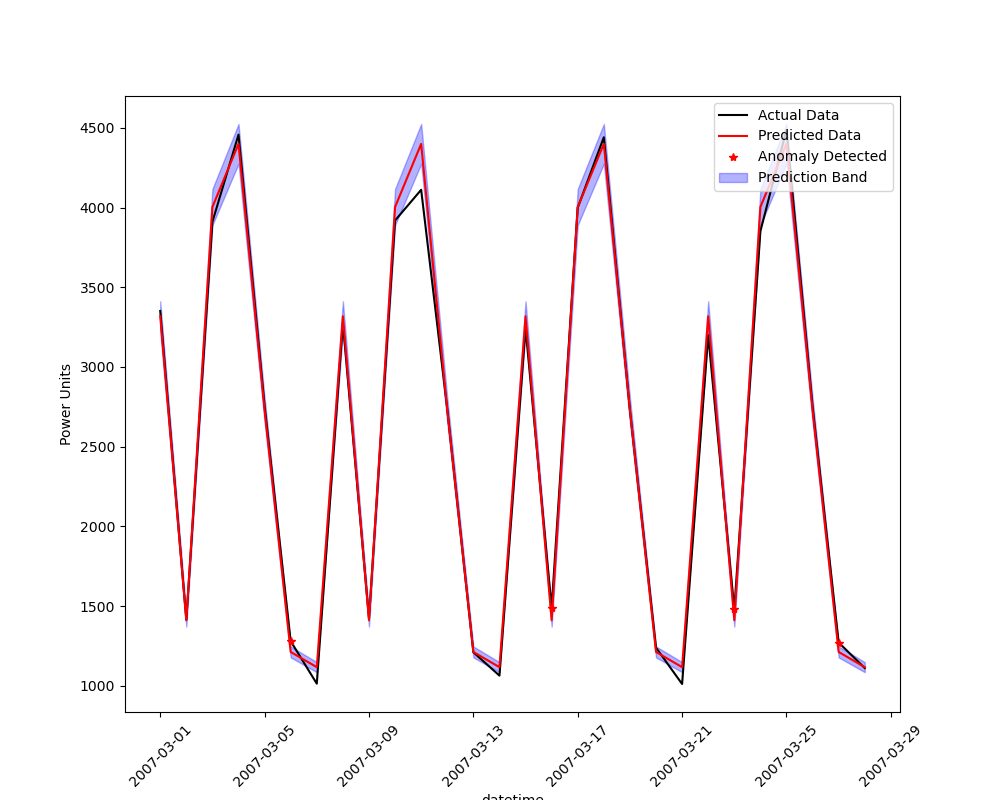 Actual Data
Predicted Data
Anomaly Detected
Prediction Band
4500
4000
3500
3000
2500
2000
1500
1000
Power Units
2007-03-01
2007-03-05
2007-03-09
2007-03-13
2007-03-17
2007-03-21
2007-03-25
2007-03-29
datetime